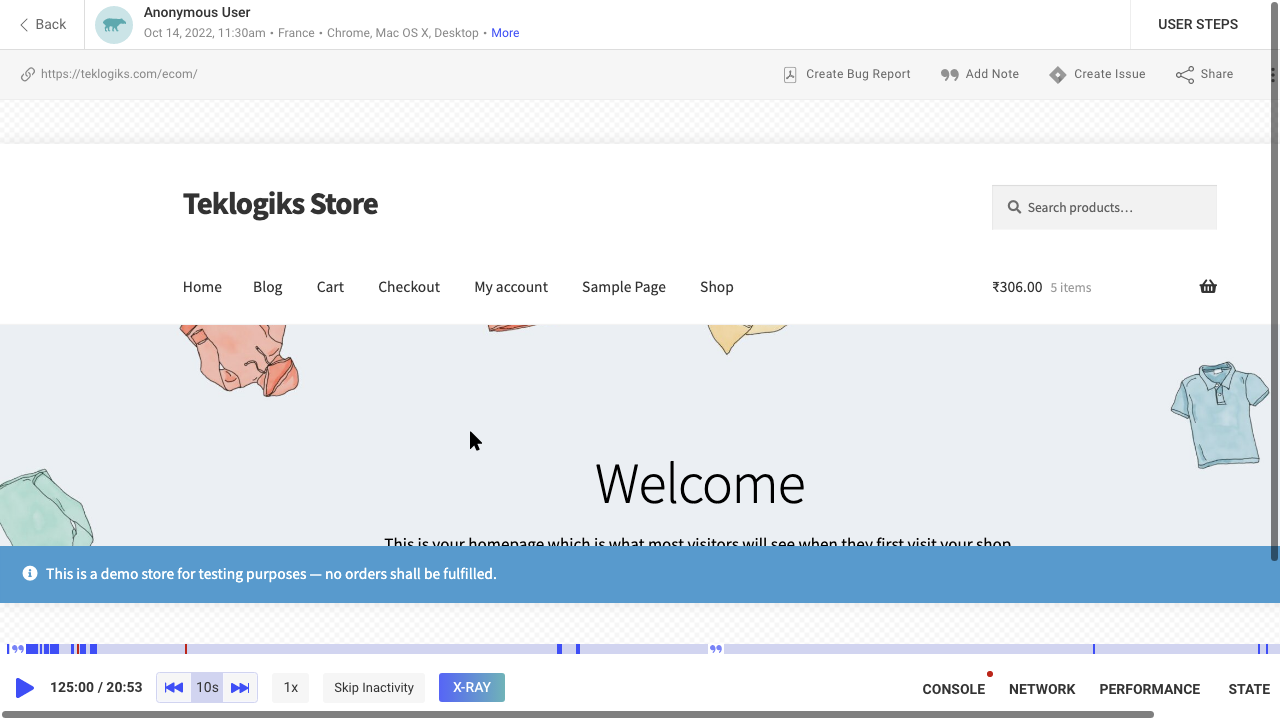 Back
Anonymous User
Oct 14, 2022, 11:30am • France • Chrome, Mac OS X, Desktop • More
USER STEPS
https://teklogiks.com/ecom/
Create Bug Report
Add Note
Create Issue
Share
Teklogiks Store
Search products...
Home Blog Cart Checkout My account Sample Page Shop
₹306.00 5 items
Welcome
This is your homepage which is what most visitors will see when they first visit your shop.
This is a demo store for testing purposes — no orders shall be fulfilled.
125:00 / 20:53
10s
1x
Skip Inactivity
X-RAY
CONSOLE
NETWORK
PERFORMANCE
STATE